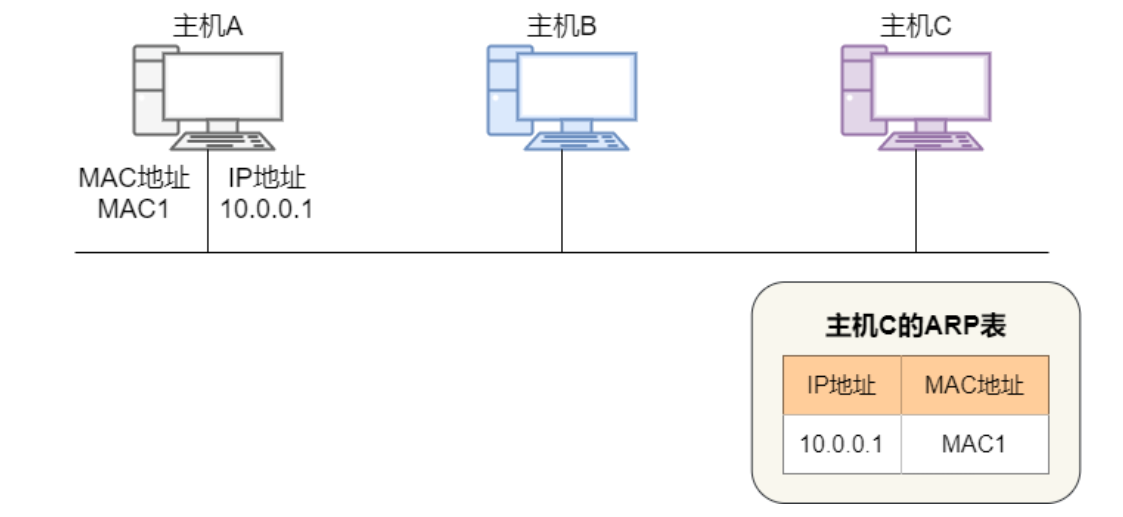 主机A
主机B
主机C
MAC地址
MAC1
IP地址
10.0.0.1
主机C的ARP表
IP地址 MAC地址
10.0.0.1 MAC1